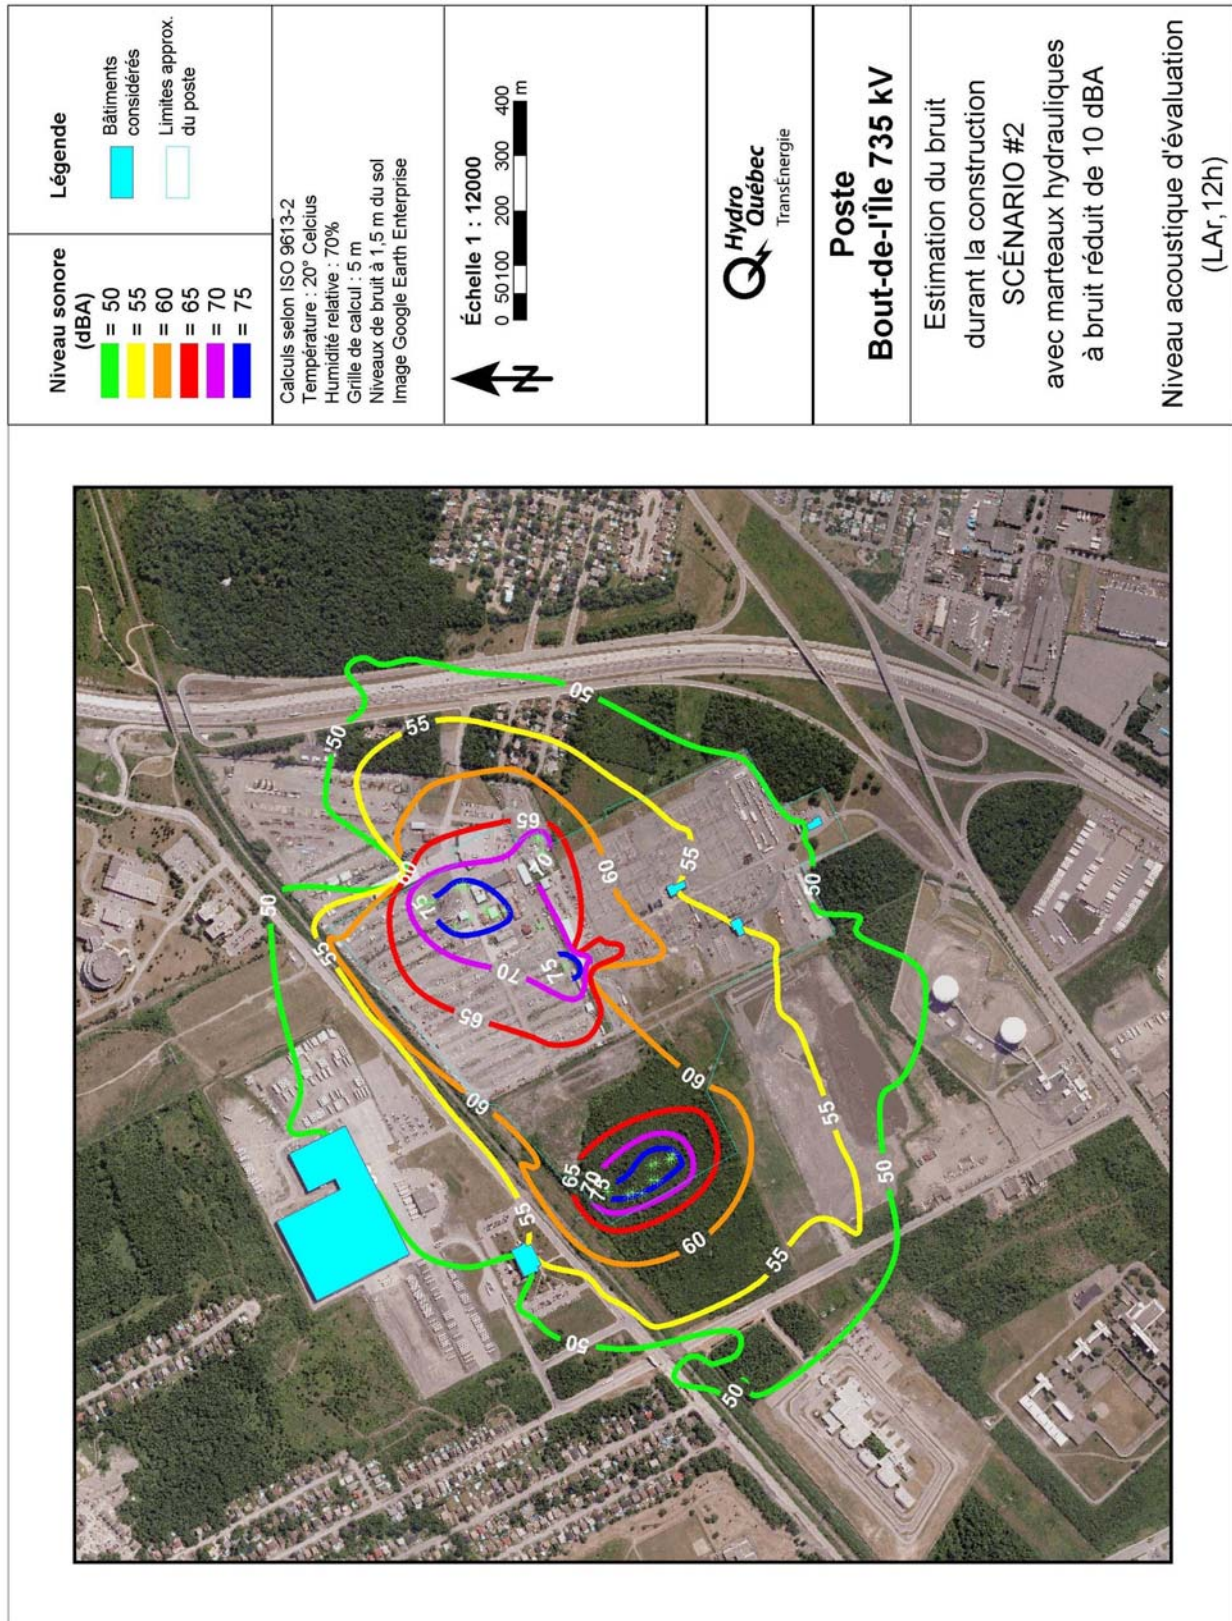 Niveau sonore
(dBA)
= 50
= 55
= 60
= 65
= 70
= 75
Légende
Bâtiments
considérés
Limites approx.
du poste
Calculs selon ISO 9613-2
Température : 20° Celcius
Humidité relative : 70%
Grille de calcul : 5 m
Niveaux de bruit à 1,5 m du sol
Image Google Earth Enterprise
N
Échelle 1 : 12000
0 50 100 200 300 400
m
Hydro
Québec
TransÉnergie
Poste
Bout-de-l'Île 735 kV
Estimation du bruit
durant la construction
SCÉNARIO #2
avec marteaux hydrauliques
à bruit réduit de 10 dBA
Niveau acoustique d'évaluation
(LAr,12h)
50
55
50
50
60
65
55
75
70
60
55
70
75
65
50
60
60
55
65
70
75
55
60
50
55
50
50